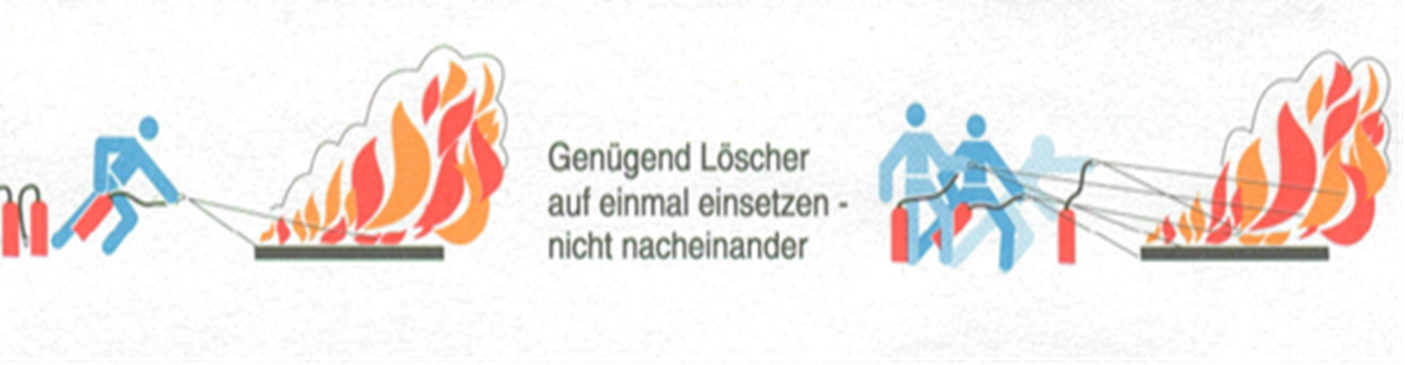 Genügend Löscher
auf einmal einsetzen -
nicht nacheinander